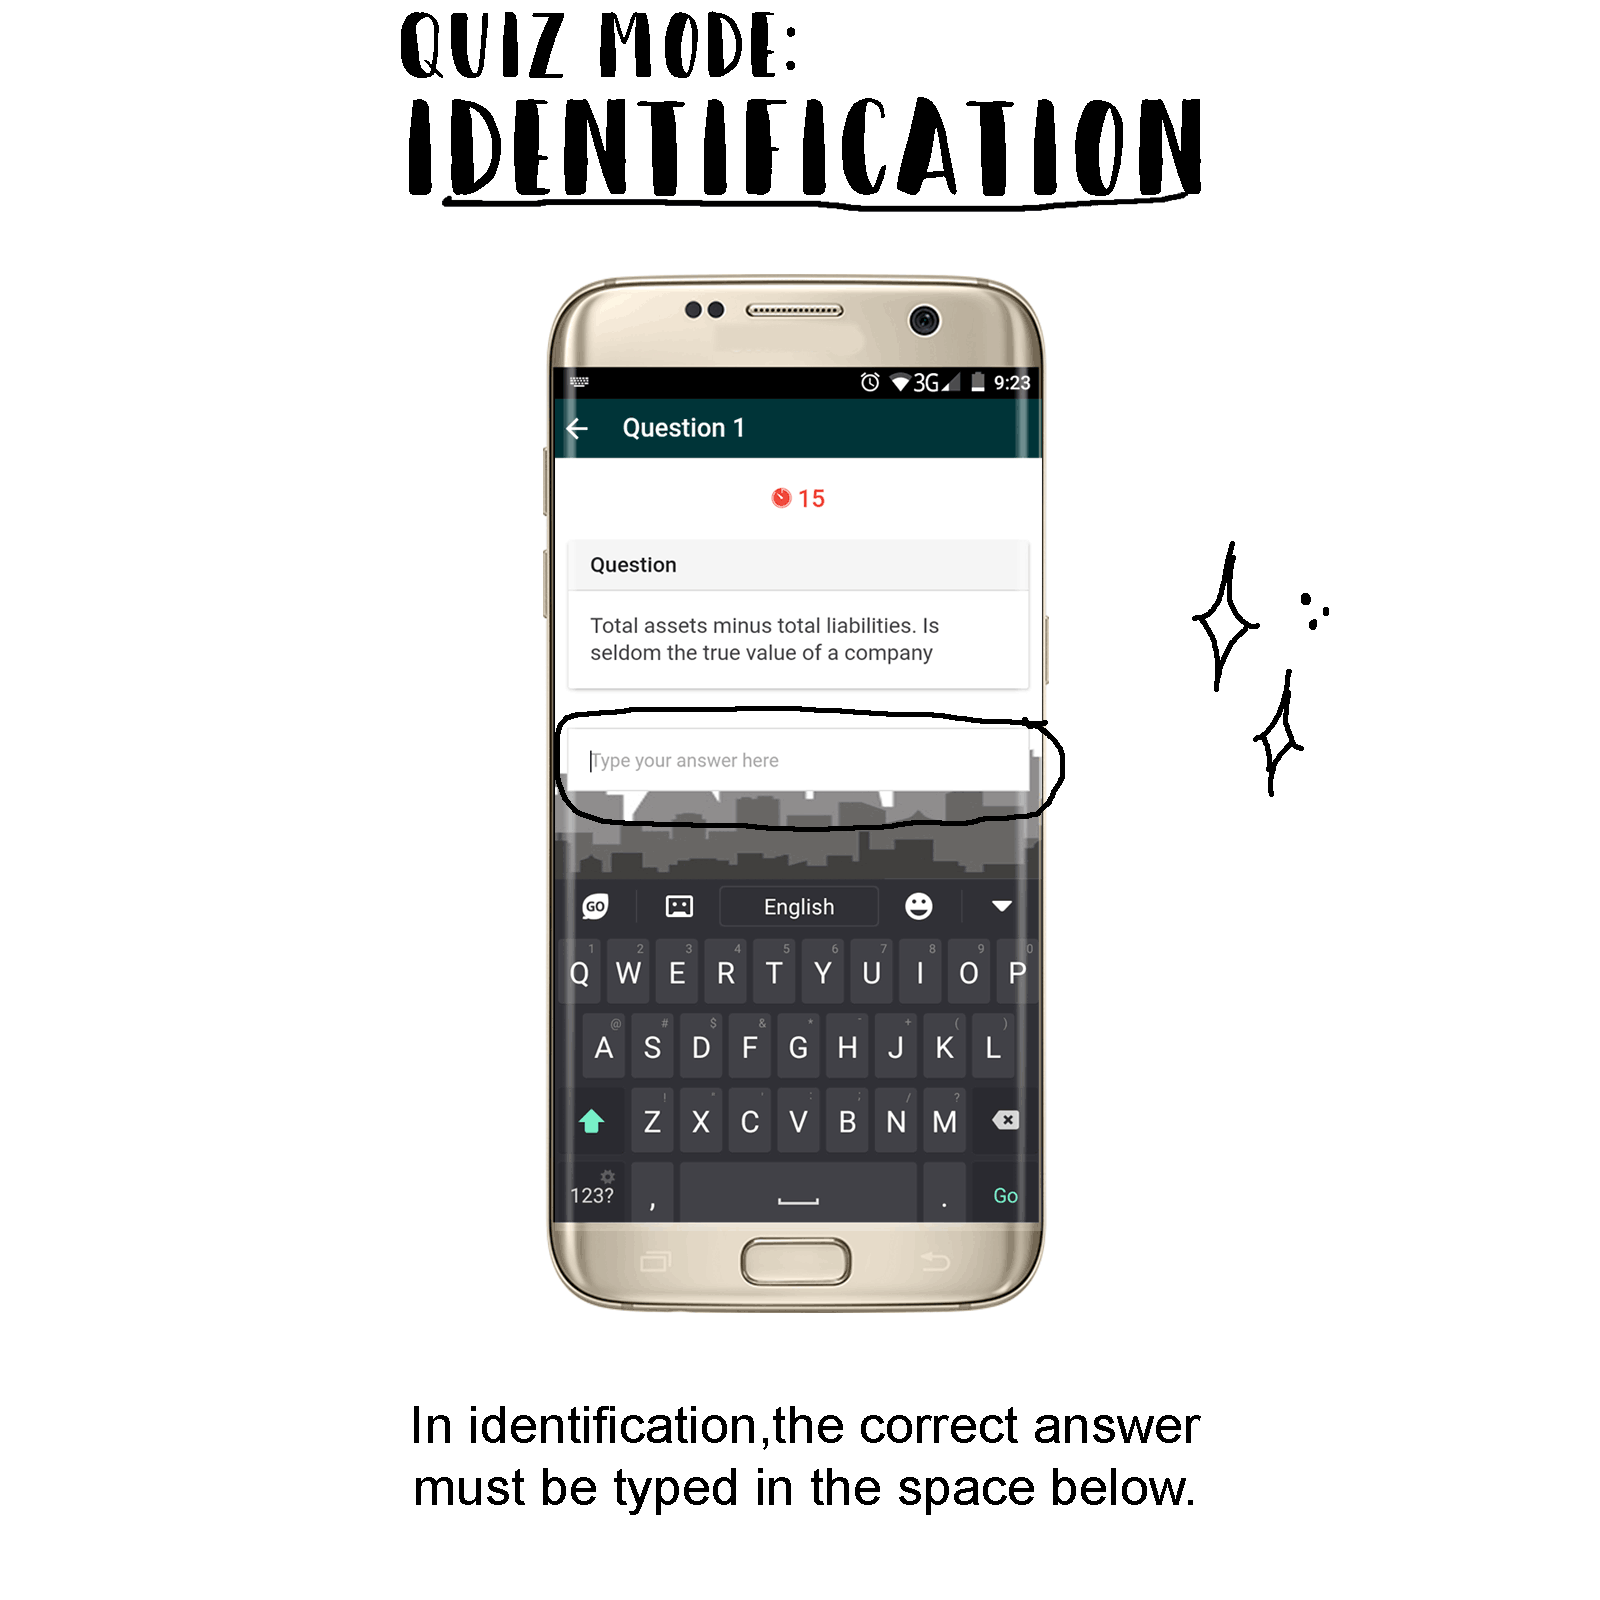 QUIZ MODE:
IDENTIFICATION
3G 9:23
Question 1
15
Question
Total assets minus total liabilities. Is
seldom the true value of a company
Type your answer here
GO English
1 2 3 4 5 6 7 8 9 0
Q W E R T Y U I O P
@ # $ & * - + ( )
A S D F G H J K L
! " ' : ; / ?
Z X C V B N M
123? , . Go
In identification,the correct answer
must be typed in the space below.